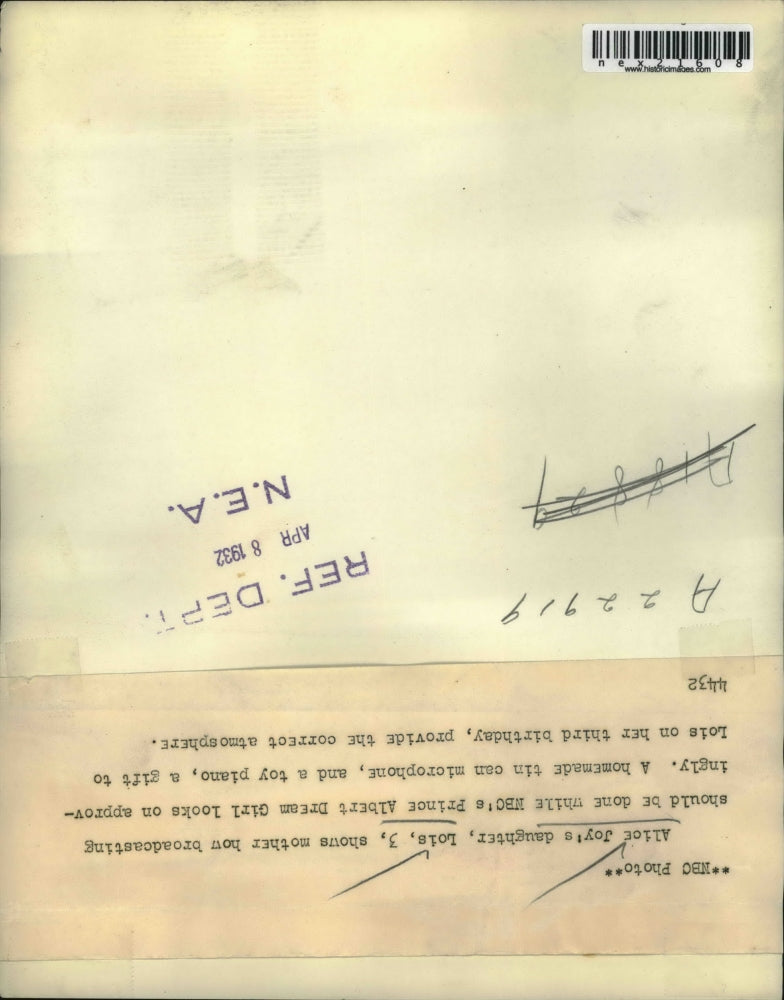 nex21608
www.historicimages.com
**NBC Photo**
Alice Joy's daughter, Lois, 3, shows mother how broadcasting
should be done while NBC's Prince Albert Dream Girl looks on approv-
ingly. A homemade tin can microphone, and a toy piano, a gift to
Lois on her third birthday, provide the correct atmosphere.
4432
A 22919
REF. DEPT.
APR 8 1932
N.E.A.